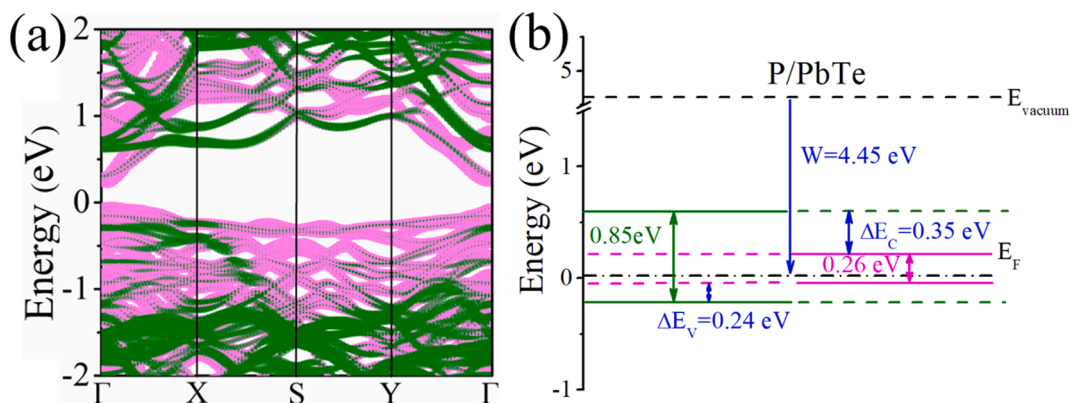 (a)
Energy (eV)
2
1
0
-1
-2
Γ X S Y Γ
(b)
Energy (eV)
5
1
0
-1
P/PbTe
E_vacuum
W=4.45 eV
0.85eV
ΔE_C=0.35 eV
E_F
0.26 eV
ΔE_V=0.24 eV